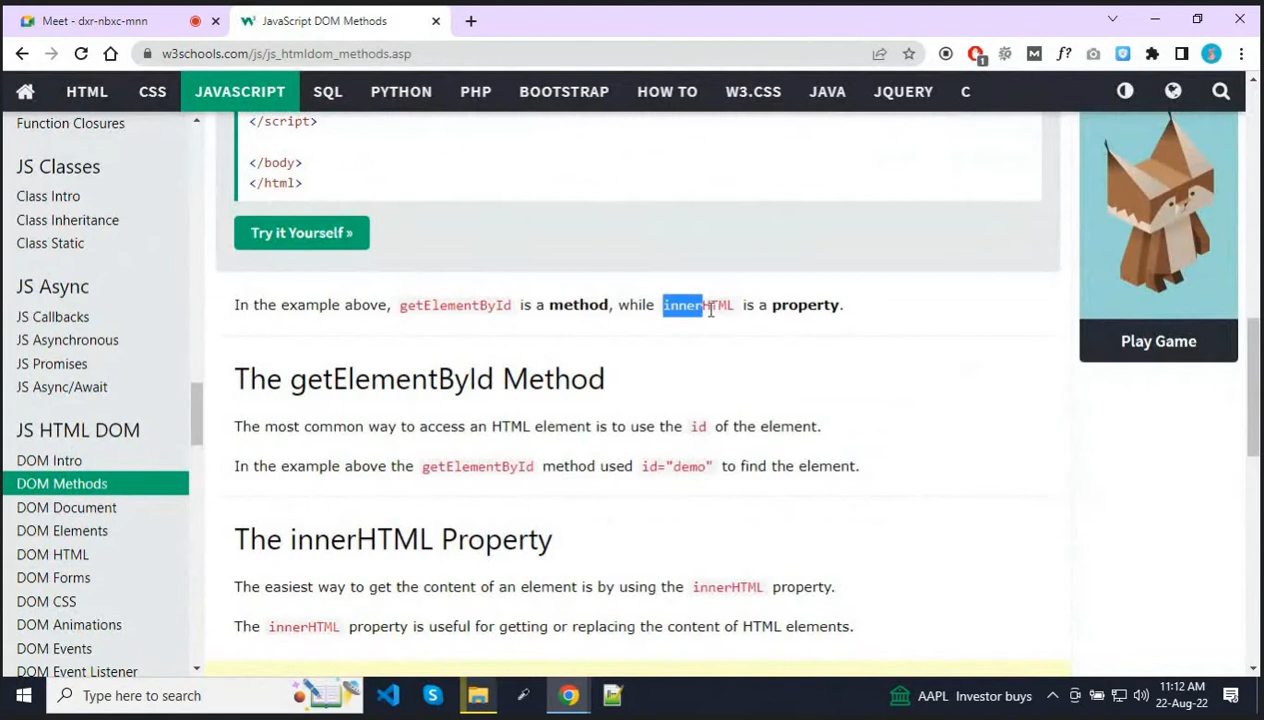 Meet - dxr-nbxc-mnn
JavaScript DOM Methods
w3schools.com/js/js_htmldom_methods.asp
1
M
f?
HTML CSS JAVASCRIPT SQL PYTHON PHP BOOTSTRAP HOW TO W3.CSS JAVA JQUERY C
Function Closures
JS Classes
Class Intro
Class Inheritance
Class Static
JS Async
JS Callbacks
JS Asynchronous
JS Promises
JS Async/Await
JS HTML DOM
DOM Intro
DOM Methods
DOM Document
DOM Elements
DOM HTML
DOM Forms
DOM CSS
DOM Animations
DOM Events
DOM Event Listener
</script>
</body>
</html>
Try it Yourself »
In the example above, getElementById is a method, while innerHTML is a property.
The getElementById Method
The most common way to access an HTML element is to use the id of the element.
In the example above the getElementById method used id="demo" to find the element.
The innerHTML Property
The easiest way to get the content of an element is by using the innerHTML property.
The innerHTML property is useful for getting or replacing the content of HTML elements.
Play Game
Type here to search
AAPL Investor buys
11:12 AM
22-Aug-22